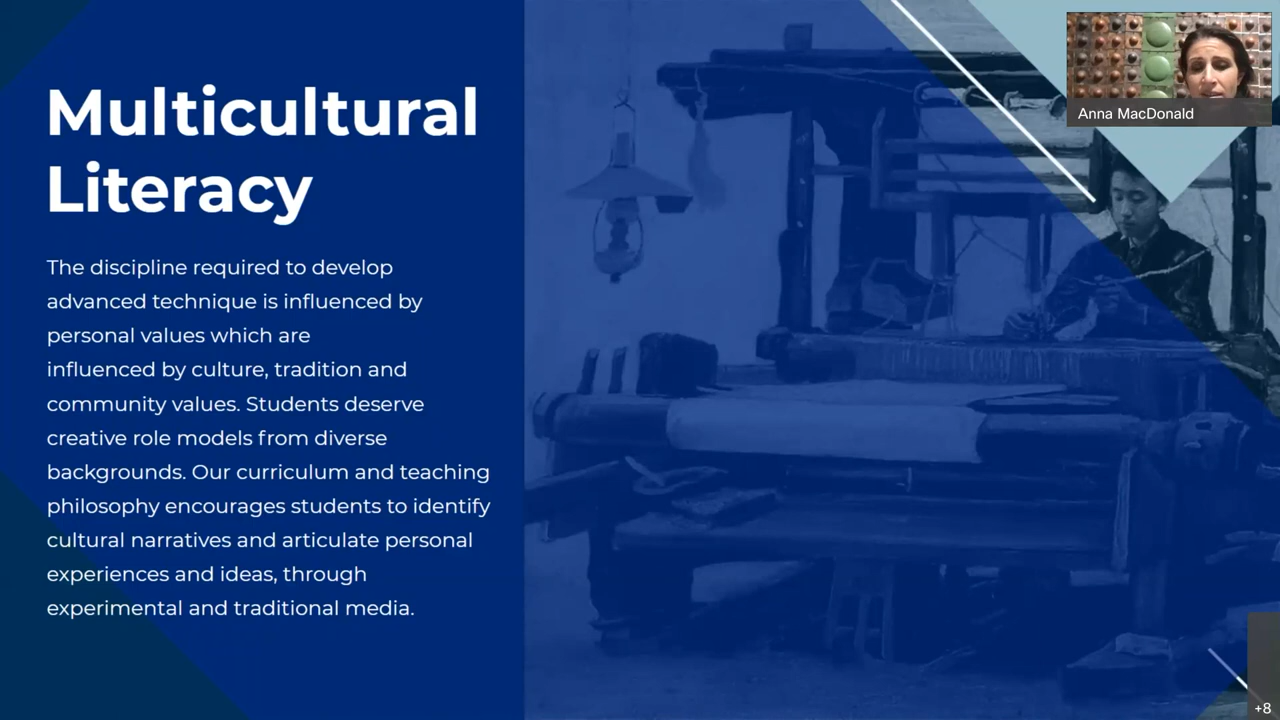 Multicultural
Literacy
The discipline required to develop
advanced technique is influenced by
personal values which are
influenced by culture, tradition and
community values. Students deserve
creative role models from diverse
backgrounds. Our curriculum and teaching
philosophy encourages students to identify
cultural narratives and articulate personal
experiences and ideas, through
experimental and traditional media.
Anna MacDonald
+8